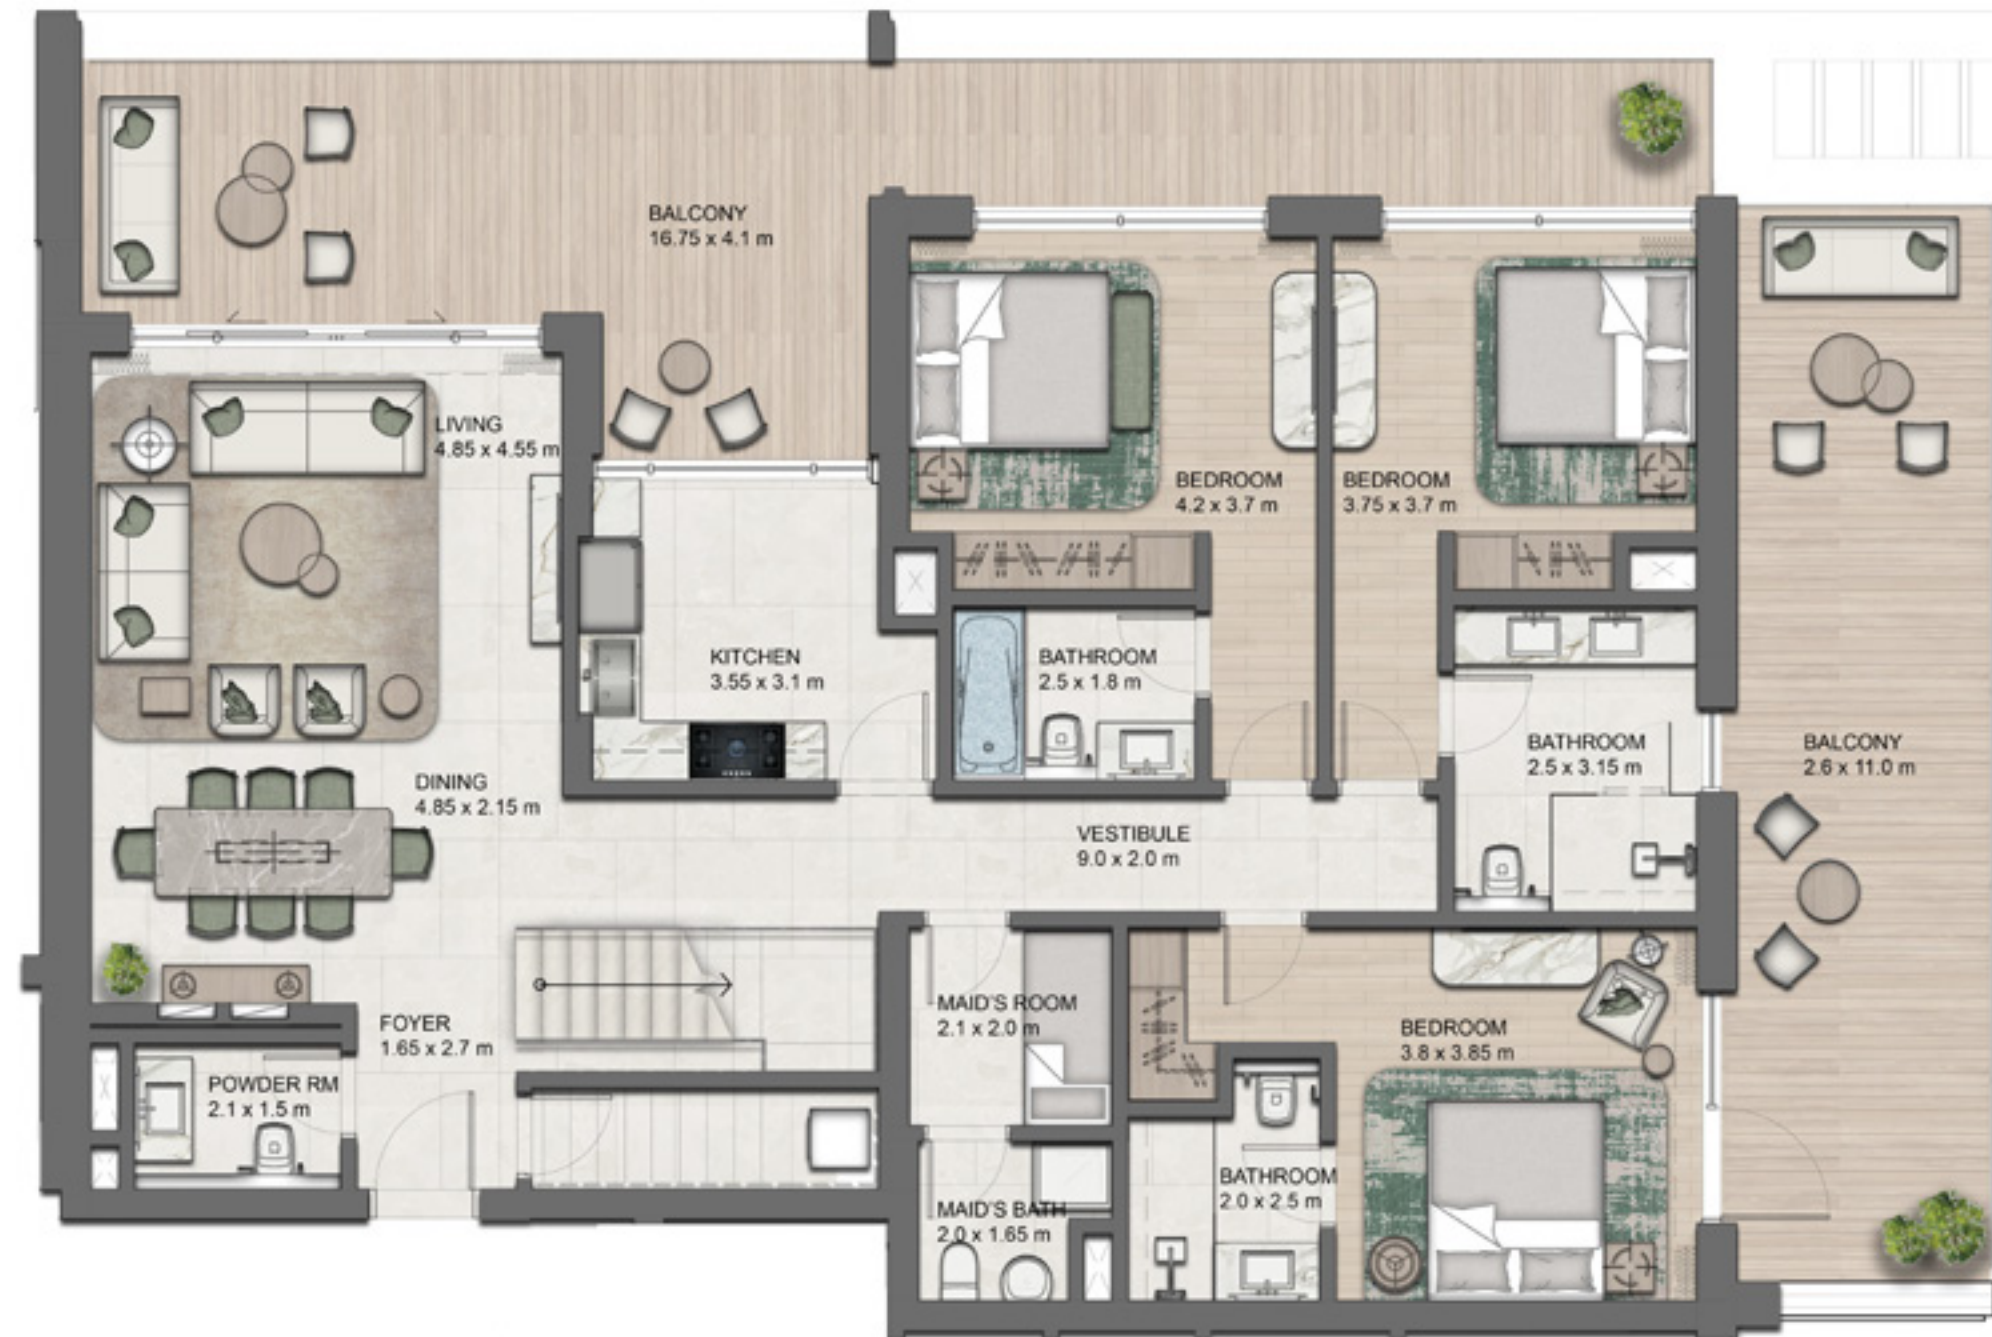 BALCONY
16.75 x 4.1 m
LIVING
4.85 x 4.55 m
BEDROOM
4.2 x 3.7 m
BEDROOM
3.75 x 3.7 m
KITCHEN
3.55 x 3.1 m
BATHROOM
2.5 x 1.8 m
BATHROOM
2.5 x 3.15 m
BALCONY
2.6 x 11.0 m
DINING
4.85 x 2.15 m
VESTIBULE
9.0 x 2.0 m
FOYER
1.65 x 2.7 m
MAID'S ROOM
2.1 x 2.0 m
BEDROOM
3.8 x 3.85 m
POWDER RM
2.1 x 1.5 m
BATHROOM
2.0 x 2.5 m
MAID'S BATH
2.0 x 1.65 m